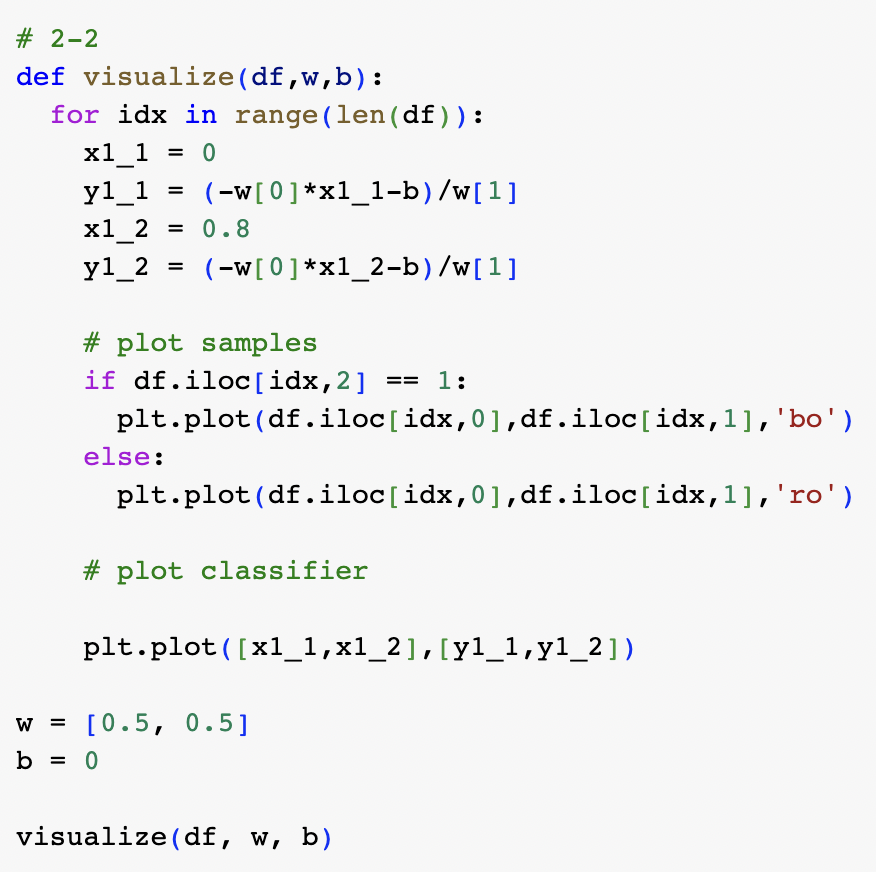 # 2-2
def visualize(df,w,b):
  for idx in range(len(df)):
    x1_1 = 0
    y1_1 = (-w[0]*x1_1-b)/w[1]
    x1_2 = 0.8
    y1_2 = (-w[0]*x1_2-b)/w[1]

    # plot samples
    if df.iloc[idx,2] == 1:
      plt.plot(df.iloc[idx,0],df.iloc[idx,1],'bo')
    else:
      plt.plot(df.iloc[idx,0],df.iloc[idx,1],'ro')

    # plot classifier

    plt.plot([x1_1,x1_2],[y1_1,y1_2])

w = [0.5, 0.5]
b = 0

visualize(df, w, b)